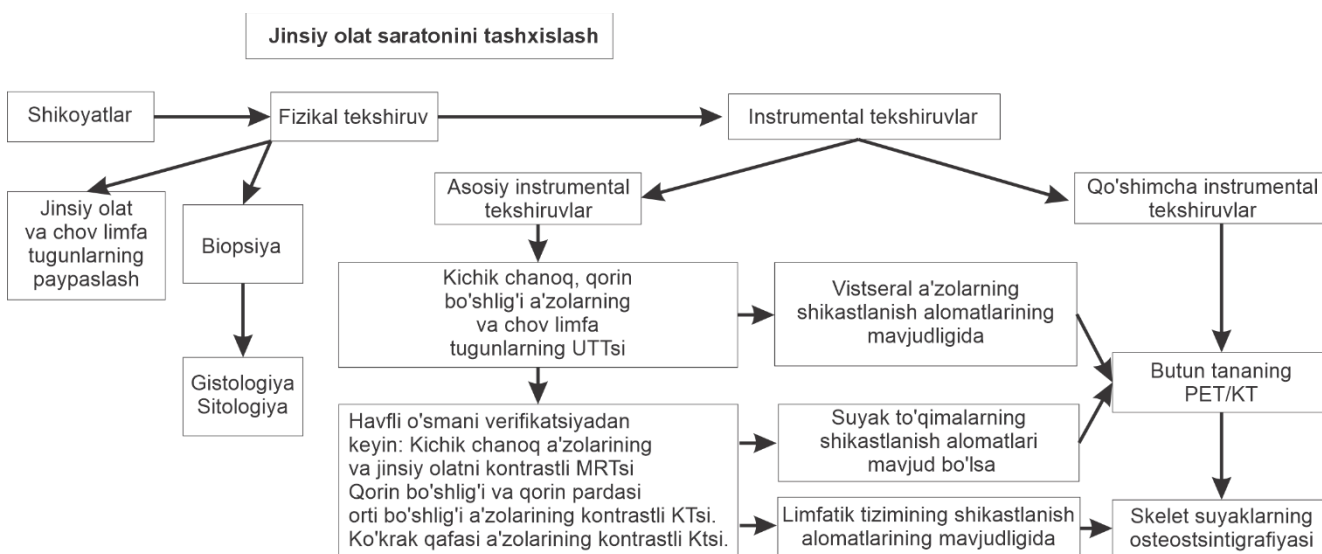 Jinsiy olat saratonini tashxislash
Shikoyatlar
Fizikal tekshiruv
Instrumental tekshiruvlar
Jinsiy olat
va chov limfa
tugunlarning
paypaslash
Biopsiya
Gistologiya
Sitologiya
Asosiy instrumental
tekshiruvlar
Qo'shimcha instrumental
tekshiruvlar
Kichik chanoq, qorin
bo'shlig'i a'zolarning
va chov limfa
tugunlarning UTTsi
Vistseral a'zolarning
shikastlanish alomatlarining
mavjudligida
Butun tananing
PET/KT
Havfli o'smani verifikatsiyadan
keyin: Kichik chanoq a'zolarining
va jinsiy olatni kontrastli MRTsi
Qorin bo'shlig'i va qorin pardasi
orti bo'shlig'i a'zolarining kontrastli KTsi.
Ko'krak qafasi a'zolarining kontrastli Ktsi.
Suyak to'qimalarning
shikastlanish alomatlari
mavjud bo'lsa
Limfatik tizimining shikastlanish
alomatlarining mavjudligida
Skelet suyaklarning
osteostsintigrafiyasi